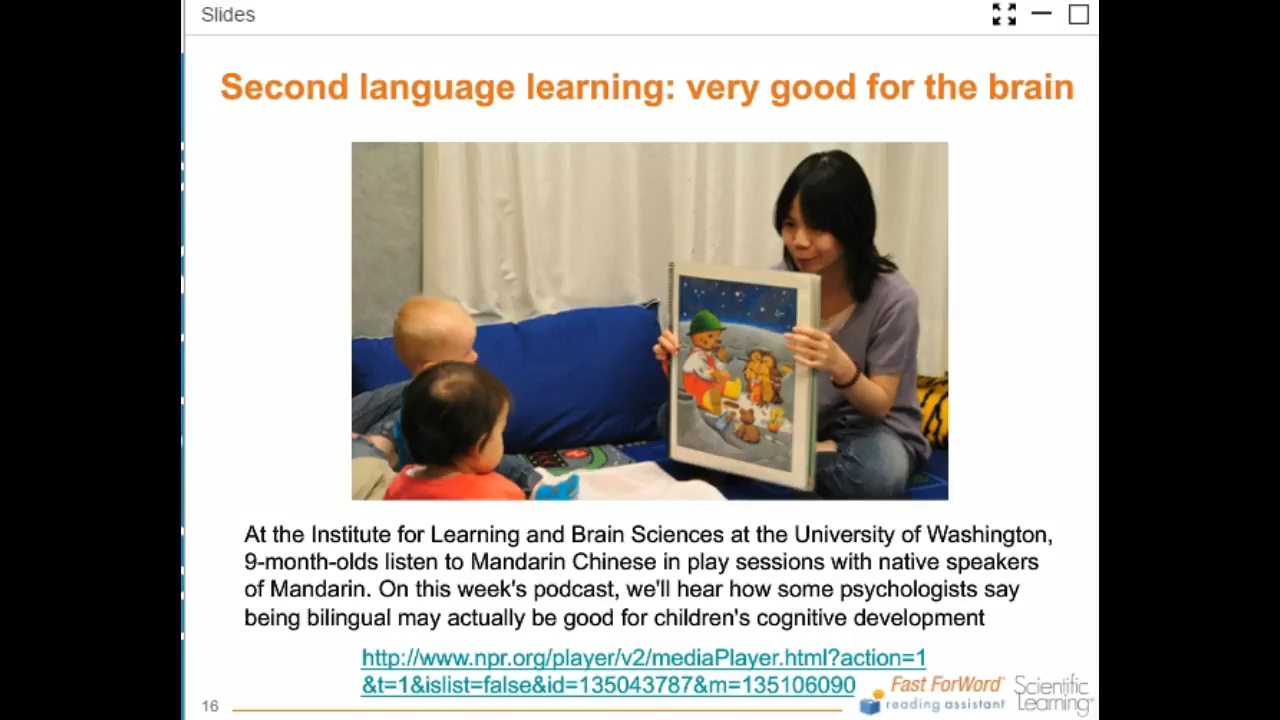 Slides
Second language learning: very good for the brain
At the Institute for Learning and Brain Sciences at the University of Washington,
9-month-olds listen to Mandarin Chinese in play sessions with native speakers
of Mandarin. On this week's podcast, we'll hear how some psychologists say
being bilingual may actually be good for children's cognitive development
http://www.npr.org/player/v2/mediaPlayer.html?action=1
&t=1&islist=false&id=135043787&m=135106090
16
Fast ForWord
reading assistant
Scientific
Learning